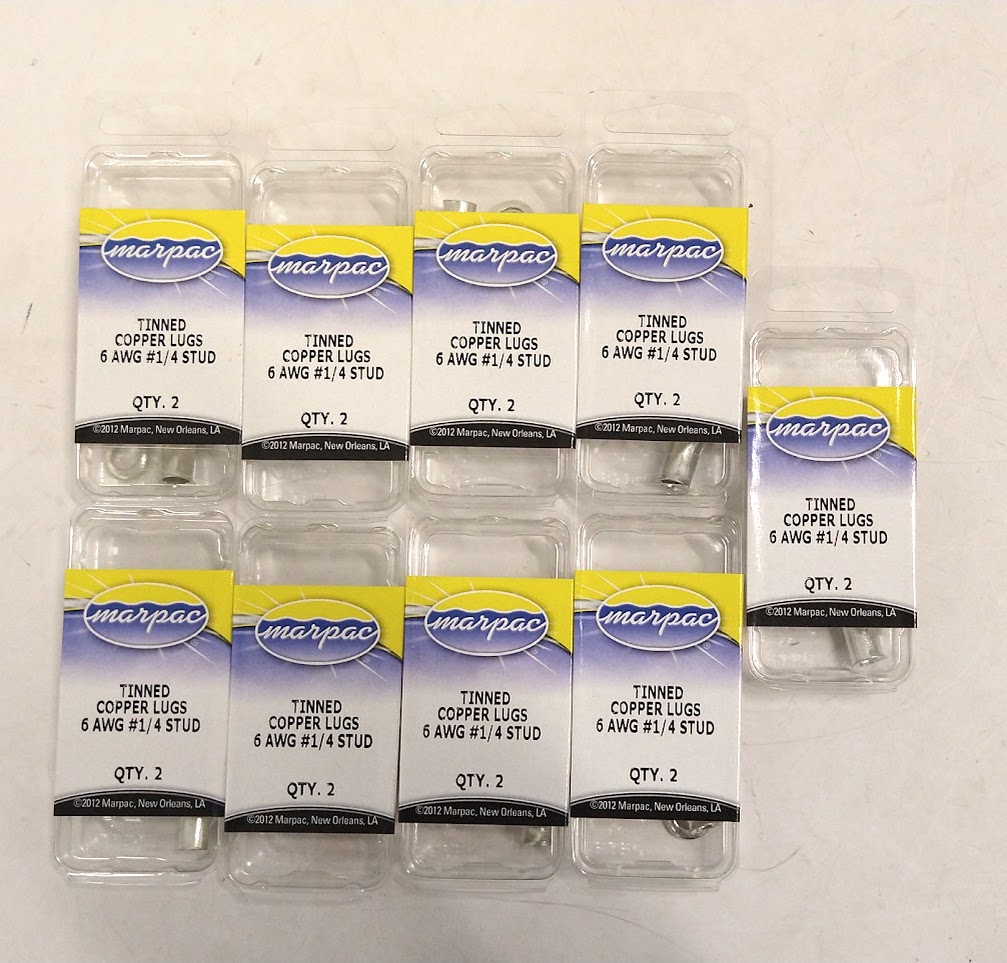 marpac
®
TINNED
COPPER LUGS
6 AWG #1/4 STUD
QTY. 2
©2012 Marpac, New Orleans, LA
marpac
®
TINNED
COPPER LUGS
6 AWG #1/4 STUD
QTY. 2
©2012 Marpac, New Orleans, LA
marpac
®
TINNED
COPPER LUGS
6 AWG #1/4 STUD
QTY. 2
©2012 Marpac, New Orleans, LA
marpac
®
TINNED
COPPER LUGS
6 AWG #1/4 STUD
QTY. 2
©2012 Marpac, New Orleans, LA
marpac
®
TINNED
COPPER LUGS
6 AWG #1/4 STUD
QTY. 2
©2012 Marpac, New Orleans, LA
marpac
®
TINNED
COPPER LUGS
6 AWG #1/4 STUD
QTY. 2
©2012 Marpac, New Orleans, LA
marpac
®
TINNED
COPPER LUGS
6 AWG #1/4 STUD
QTY. 2
©2012 Marpac, New Orleans, LA
marpac
®
TINNED
COPPER LUGS
6 AWG #1/4 STUD
QTY. 2
©2012 Marpac, New Orleans, LA
marpac
®
TINNED
COPPER LUGS
6 AWG #1/4 STUD
QTY. 2
©2012 Marpac, New Orleans, LA